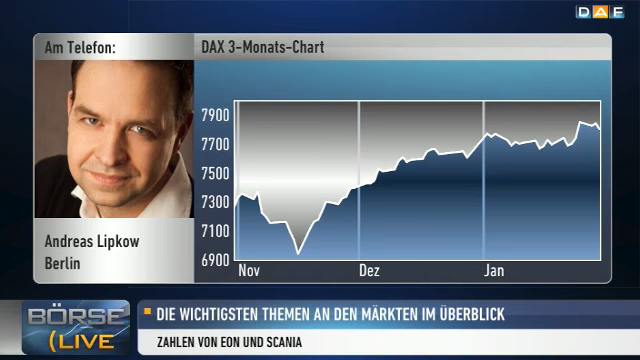 DAF
Am Telefon:
DAX 3-Monats-Chart
7900
7700
7500
7300
7100
6900
Nov Dez Jan
Andreas Lipkow
Berlin
BÖRSE
LIVE
DIE WICHTIGSTEN THEMEN AN DEN MÄRKTEN IM ÜBERBLICK
ZAHLEN VON EON UND SCANIA